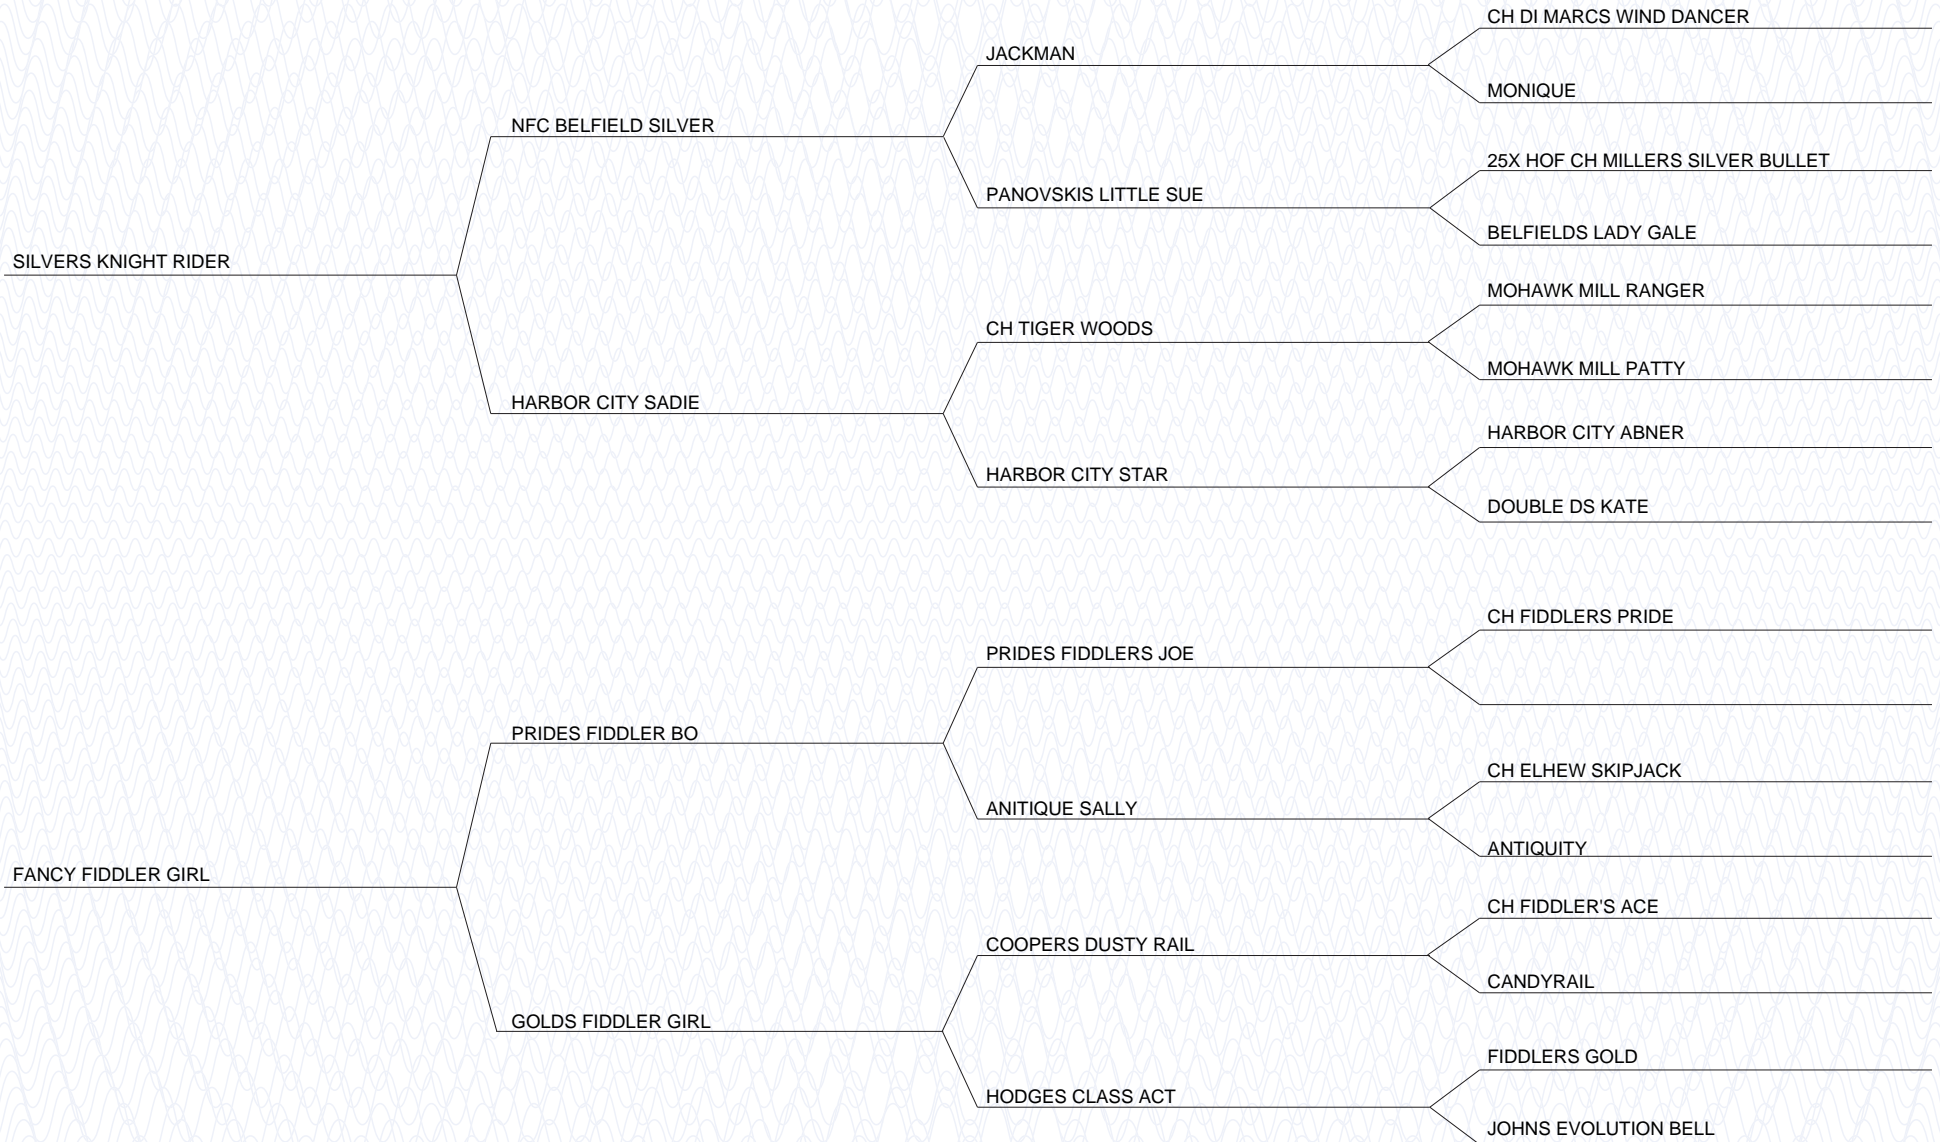 CH DI MARCS WIND DANCER
JACKMAN
MONIQUE
NFC BELFIELD SILVER
25X HOF CH MILLERS SILVER BULLET
PANOVSKIS LITTLE SUE
BELFIELDS LADY GALE
SILVERS KNIGHT RIDER
MOHAWK MILL RANGER
CH TIGER WOODS
MOHAWK MILL PATTY
HARBOR CITY SADIE
HARBOR CITY ABNER
HARBOR CITY STAR
DOUBLE DS KATE
CH FIDDLERS PRIDE
PRIDES FIDDLERS JOE
PRIDES FIDDLER BO
CH ELHEW SKIPJACK
ANITIQUE SALLY
ANTIQUITY
FANCY FIDDLER GIRL
CH FIDDLER'S ACE
COOPERS DUSTY RAIL
CANDYRAIL
GOLDS FIDDLER GIRL
FIDDLERS GOLD
HODGES CLASS ACT
JOHNS EVOLUTION BELL